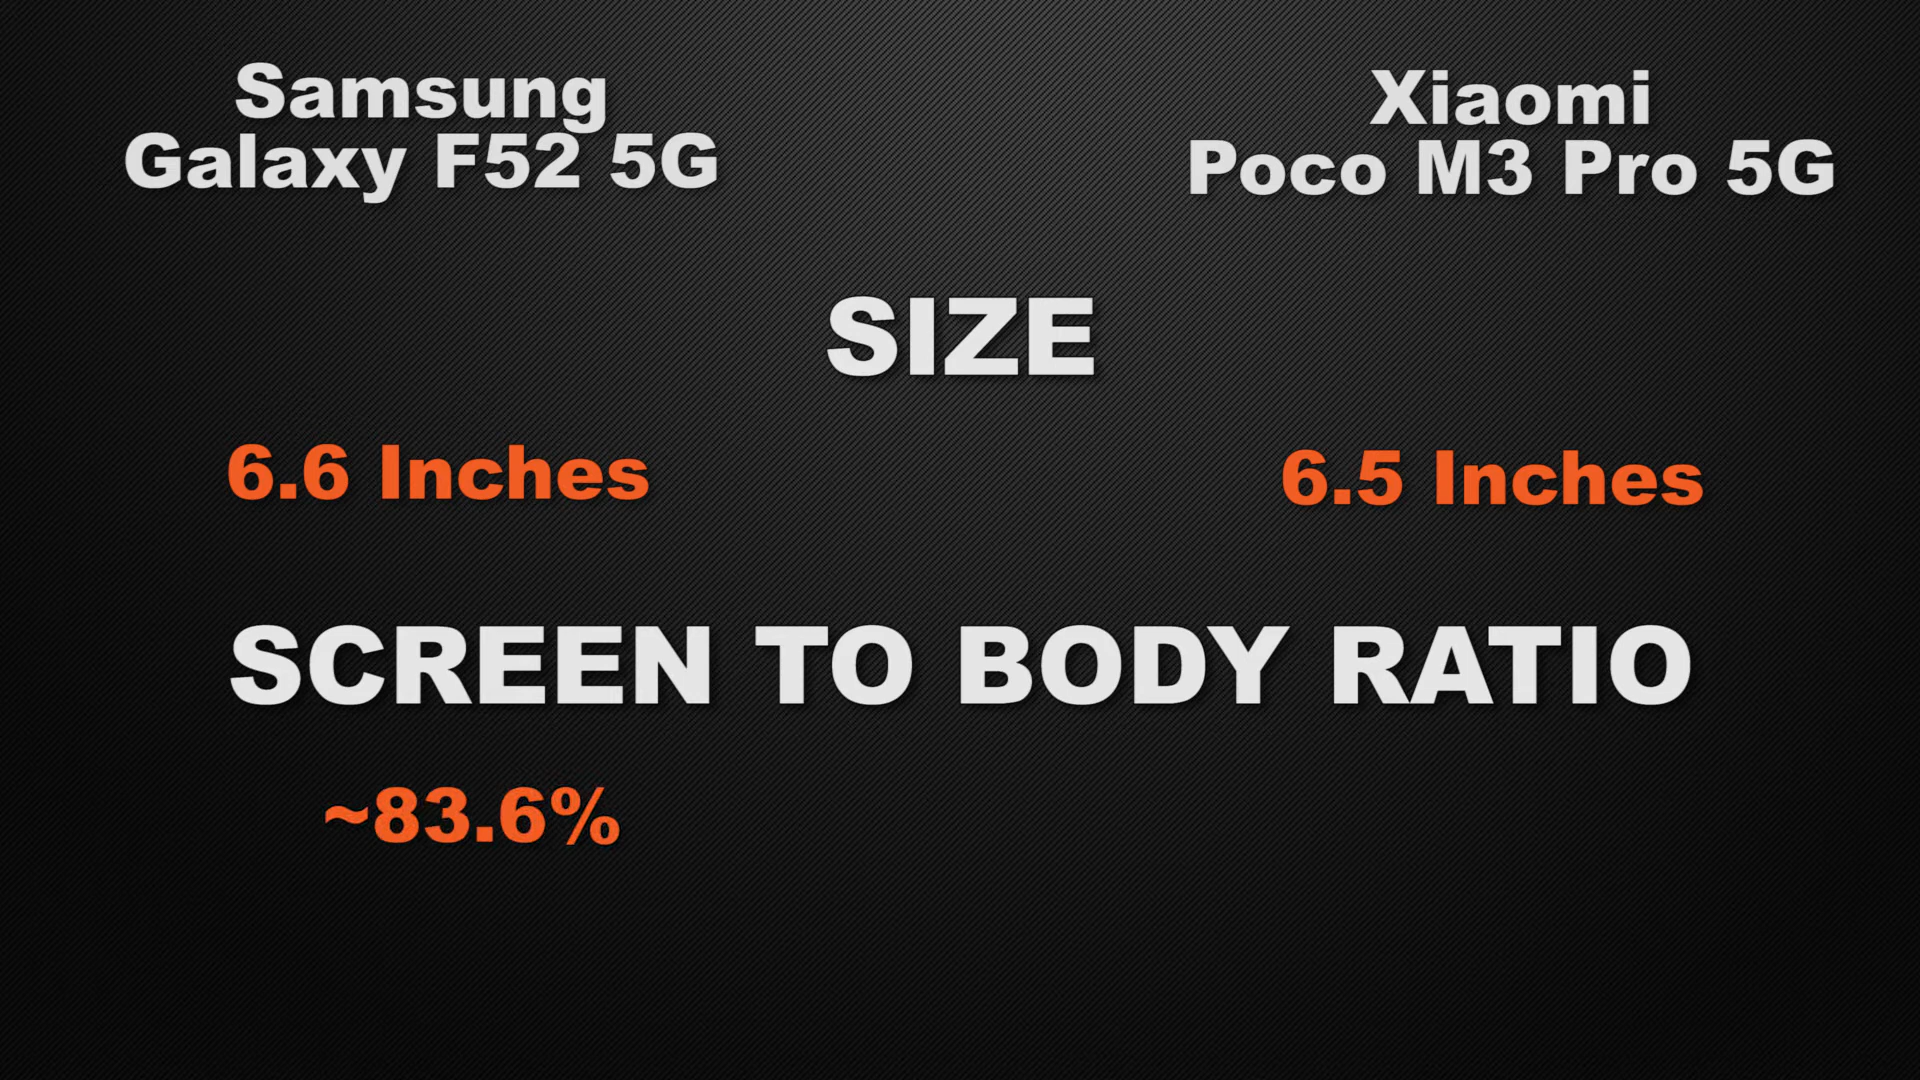 Samsung
Galaxy F52 5G
Xiaomi
Poco M3 Pro 5G
SIZE
6.6 Inches
6.5 Inches
SCREEN TO BODY RATIO
~83.6%